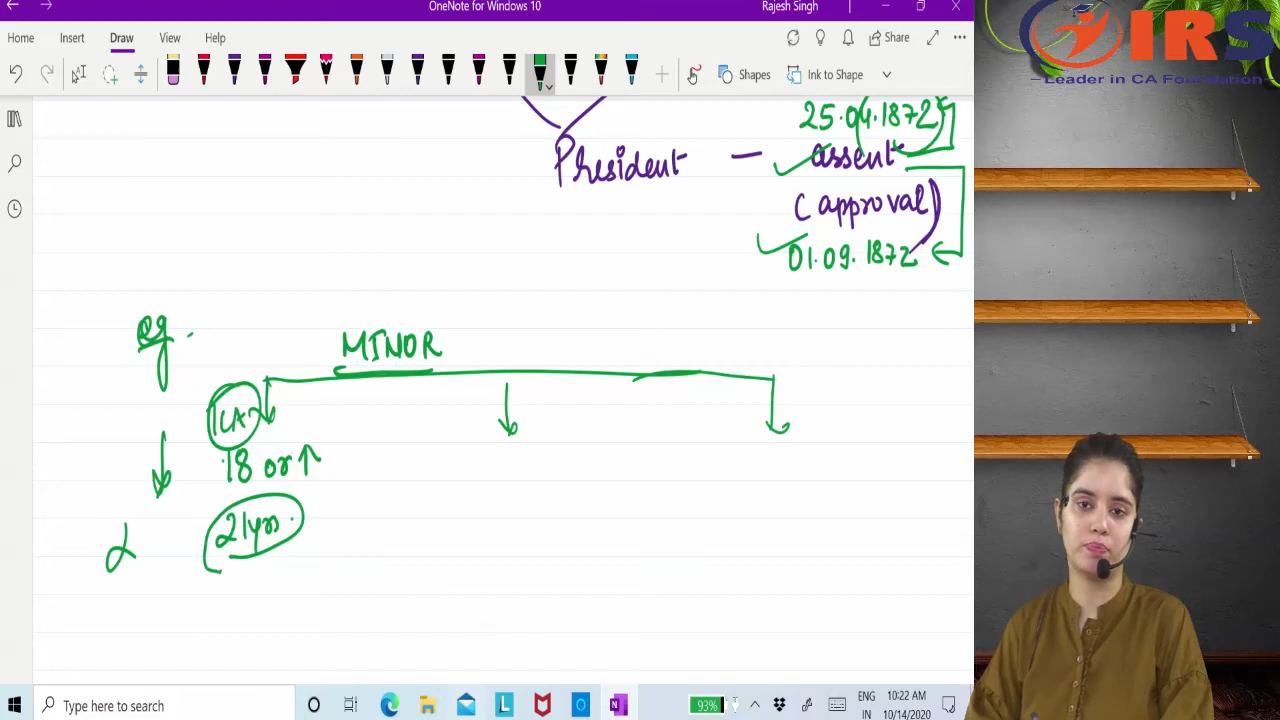 OneNote for Windows 10
Rajesh Singh
Home Insert Draw View Help
Share
Shapes
Ink to Shape
25.04.1872
President - assent
(approval)
01.09.1872
eg.
MINOR
ICA
18 or ↑
21yrs.
IRS
Leader in CA Foundation
Type here to search
93%
ENG
IN
10:22 AM
10/14/2020